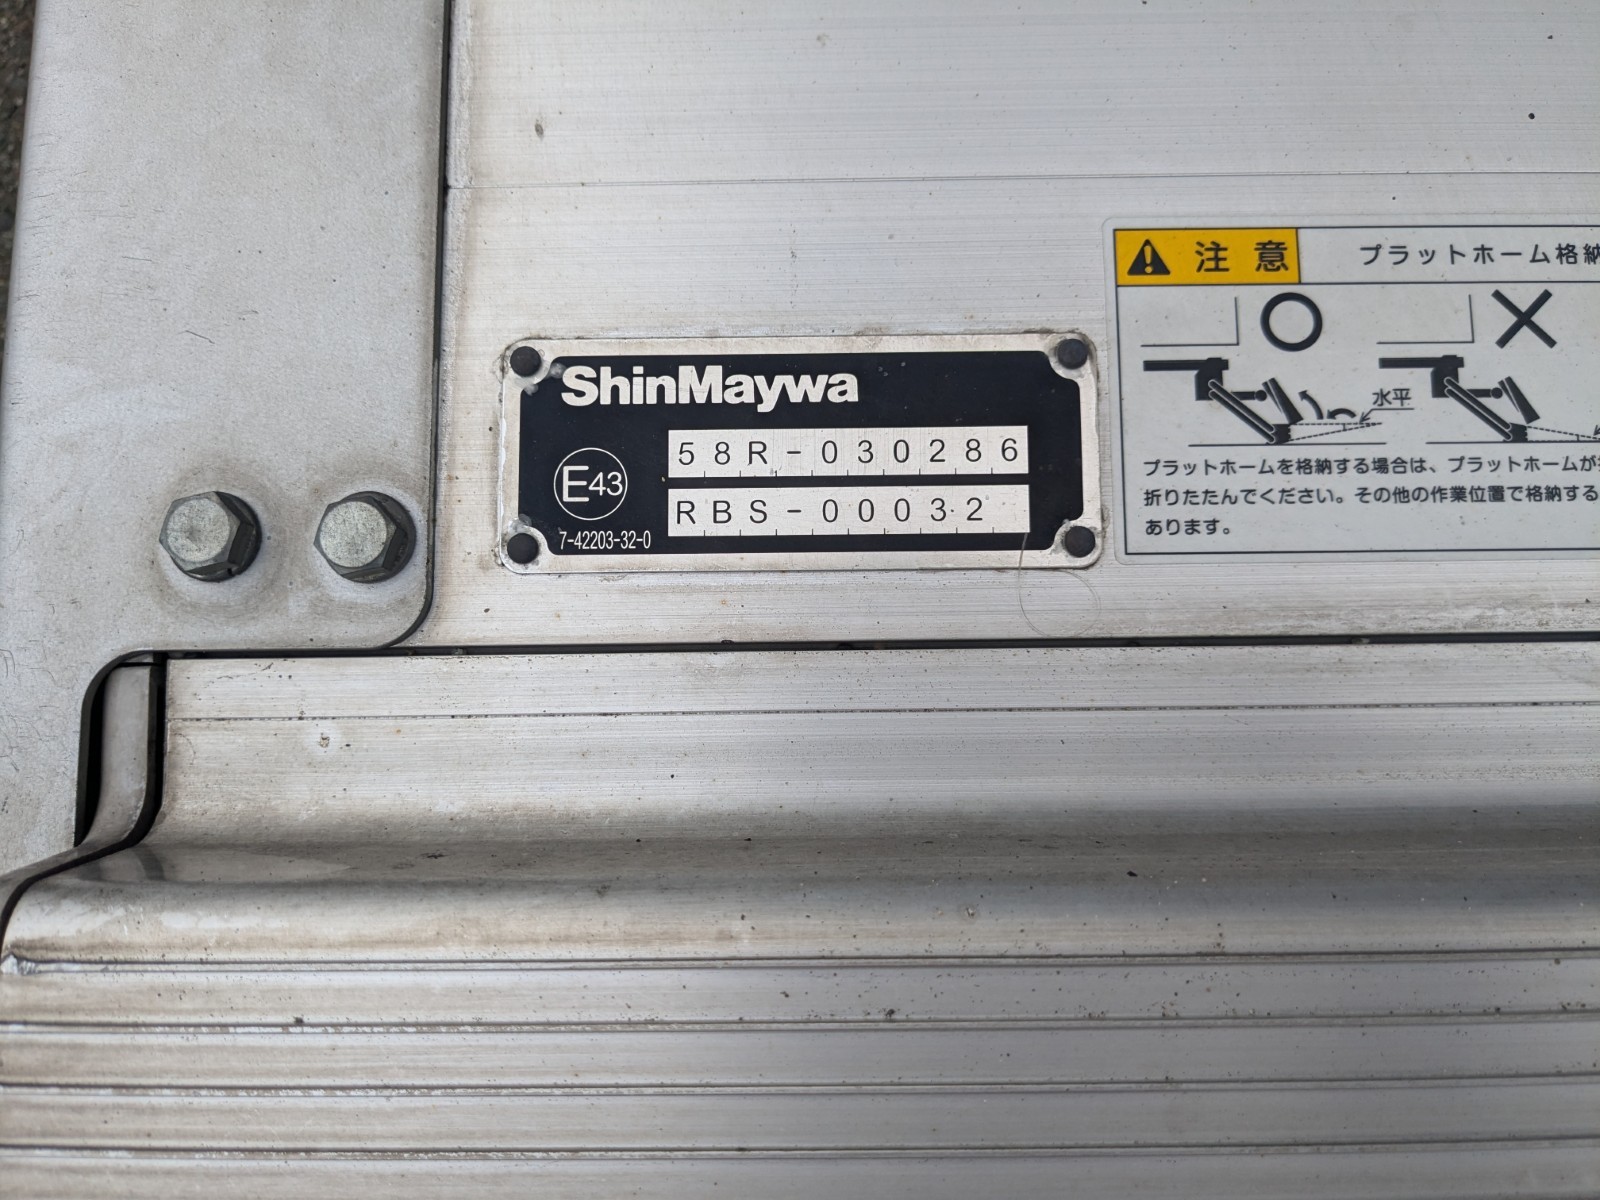 ShinMaywa
58R-030286
E43
RBS-00032
7-42203-32-0
注意
プラットホーム格納
水平
プラットホームを格納する場合は、プラットホームが
折りたたんでください。その他の作業位置で格納する
あります。